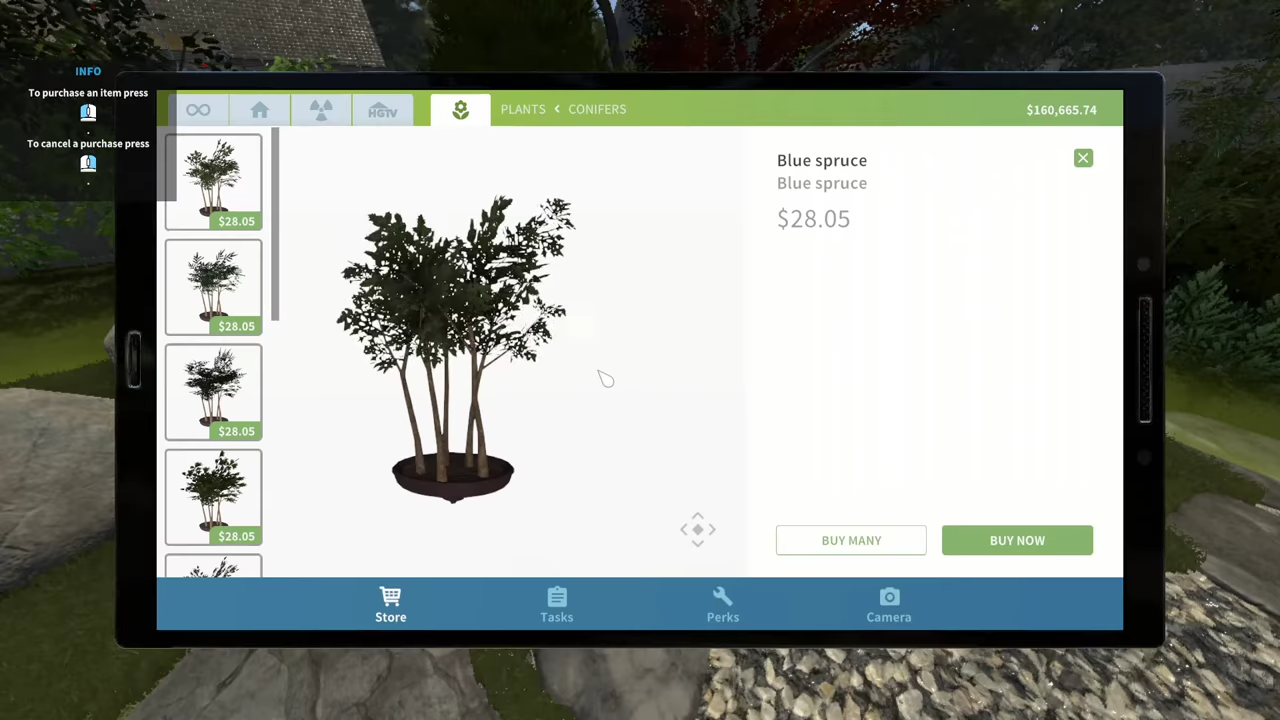 INFO
To purchase an item press
.
To cancel a purchase press
.
HGTV
PLANTS < CONIFERS
$160,665.74
$28.05
$28.05
$28.05
$28.05
Blue spruce
Blue spruce
$28.05
BUY MANY
BUY NOW
Store
Tasks
Perks
Camera